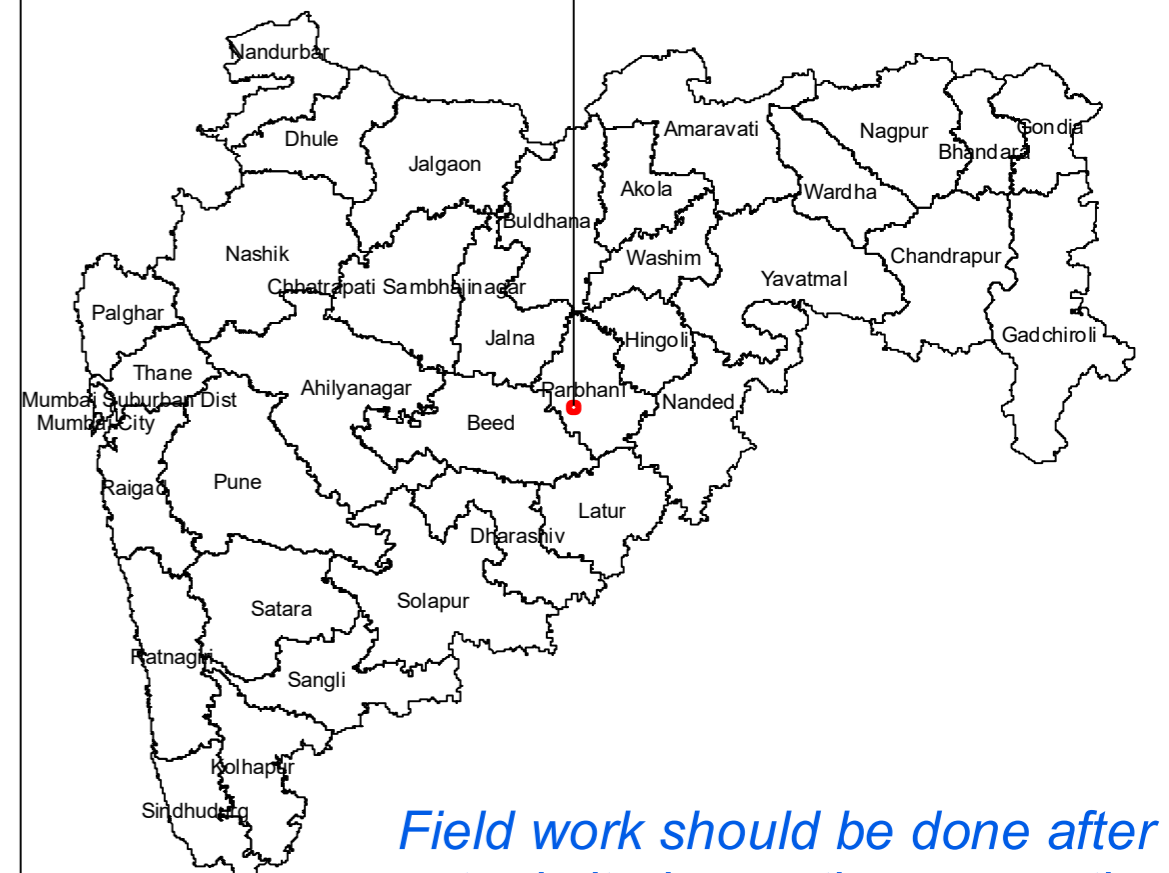 Nandurbar
Dhule
Jalgaon
Amaravati
Nagpur
Gondia
Bhandara
Akola
Wardha
Buldhana
Nashik
Washim
Chandrapur
Yavatmal
Chhatrapati Sambhajinagar
Palghar
Jalna
Hingoli
Gadchiroli
Thane
Ahilyanagar
Parbhani
Nanded
Mumbai Suburban Dist
Mumbai City
Beed
Raigad
Pune
Latur
Dharashiv
Satara
Solapur
Ratnagiri
Sangli
Kolhapur
Sindhudurg
Field work should be done after